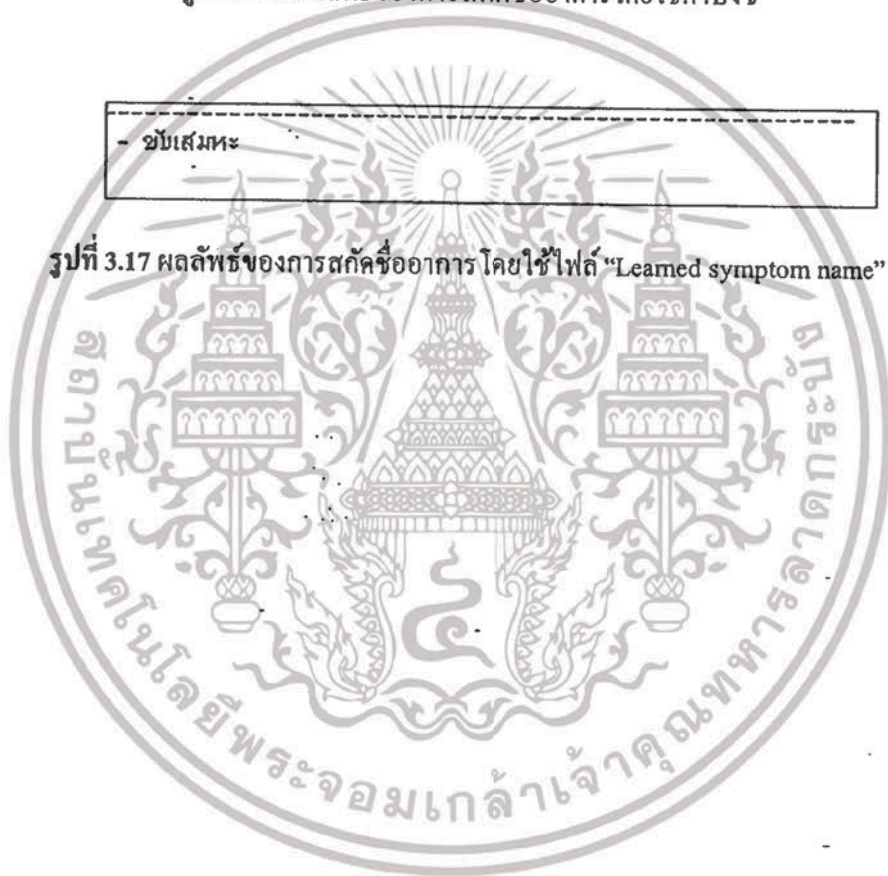 - ขับเสมหะ
รูปที่ 3.17 ผลลัพธ์ของการสกัดชื่ออาการ โดยใช้ไฟล์ “Learned symptom name”
สถาบันเทคโนโลยีพระจอมเกล้าเจ้าคุณทหารลาดกระบัง